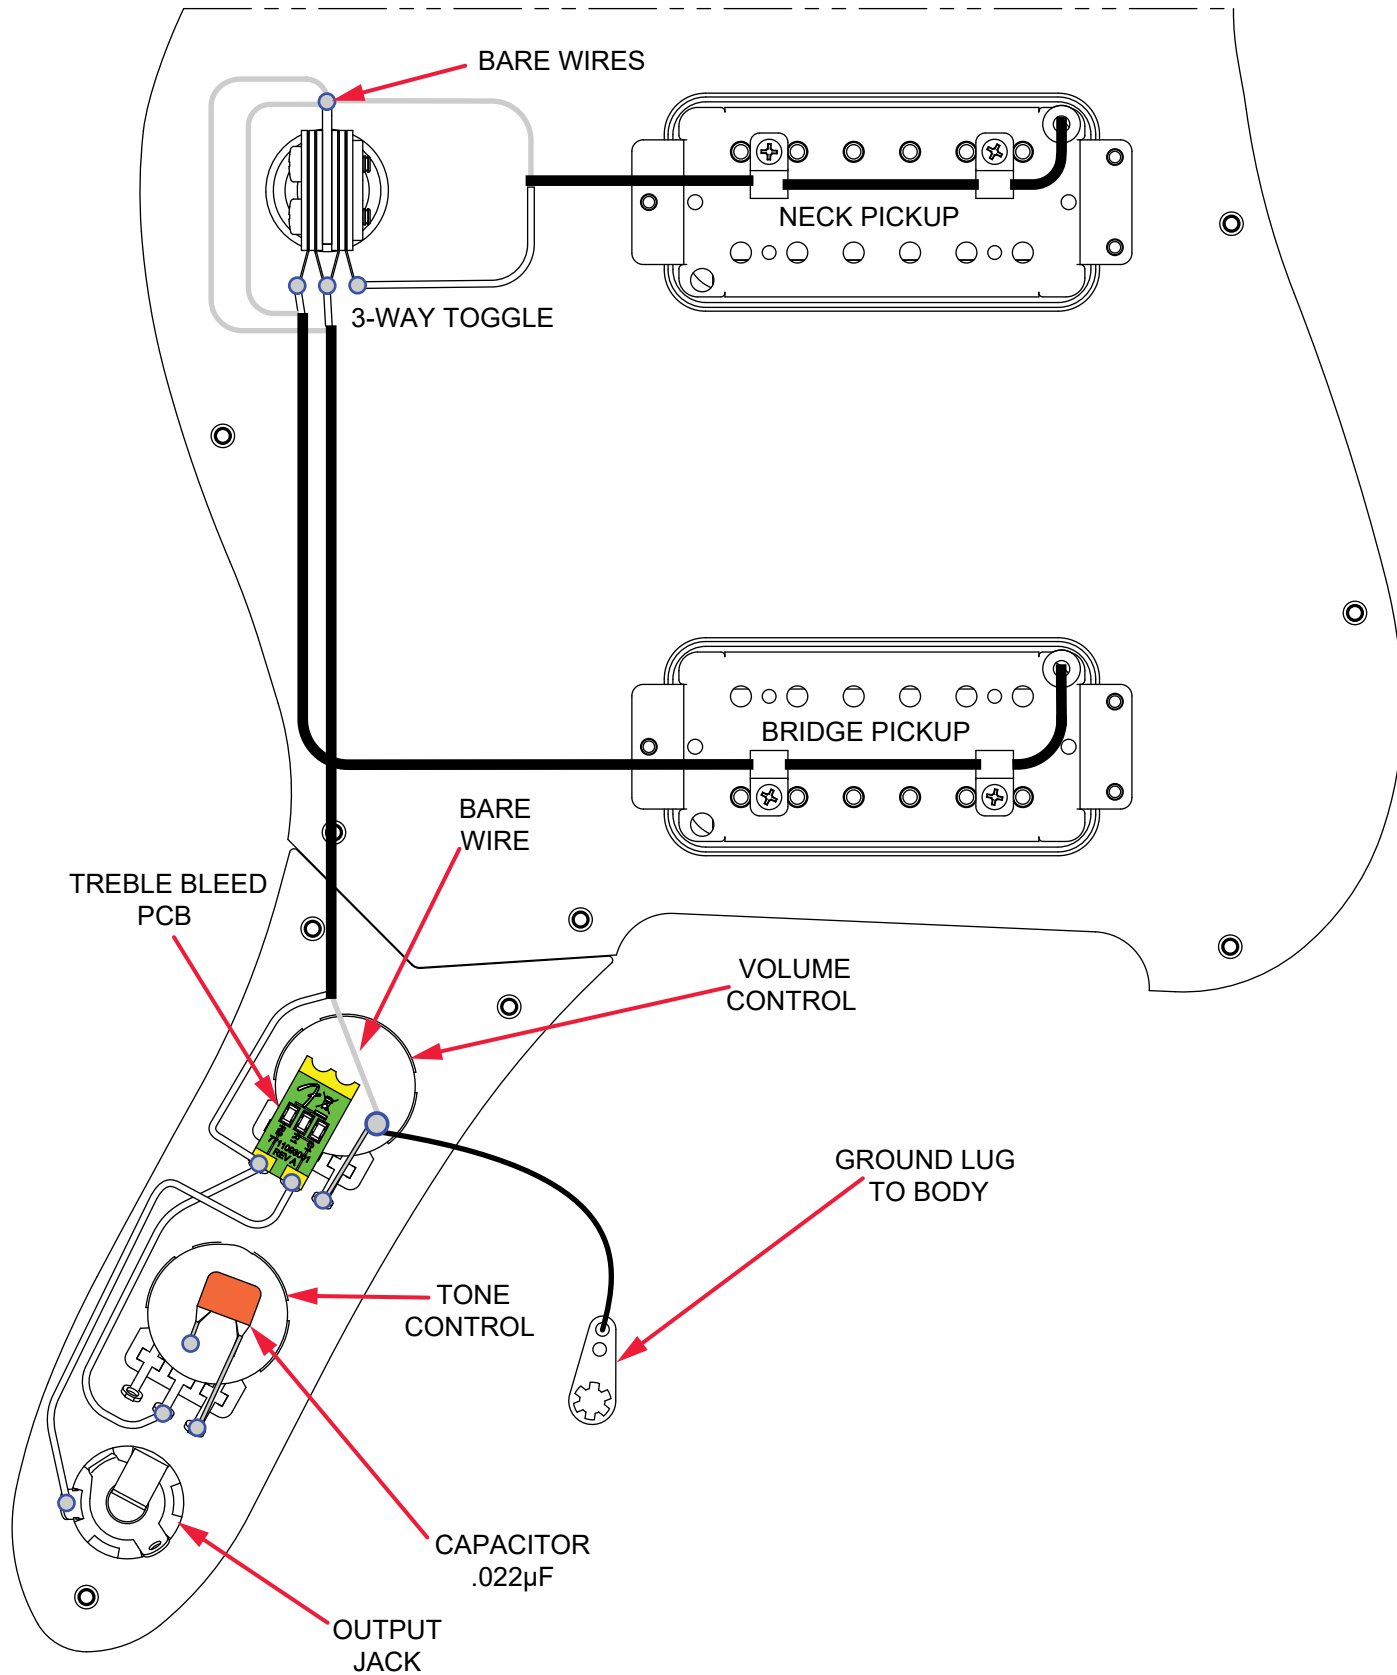 BARE WIRES
NECK PICKUP
3-WAY TOGGLE
BRIDGE PICKUP
BARE
WIRE
TREBLE BLEED
PCB
VOLUME
CONTROL
REV A
GROUND LUG
TO BODY
TONE
CONTROL
CAPACITOR
.022µF
OUTPUT
JACK